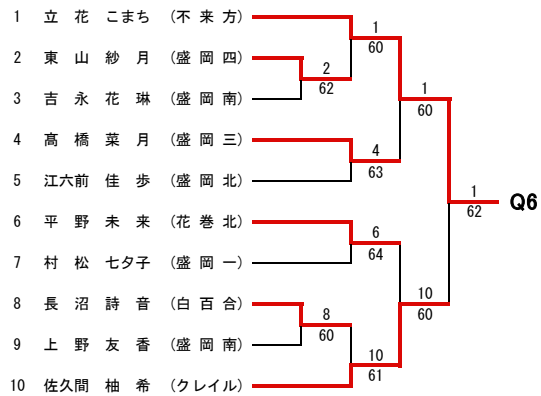 1 立 花 こまち (不 来 方)
2 東 山 紗 月 (盛 岡 四)
3 吉 永 花 琳 (盛 岡 南)
4 髙 橋 菜 月 (盛 岡 三)
5 江六前 佳 歩 (盛 岡 北)
6 平 野 未 来 (花 巻 北)
7 村 松 七夕子 (盛 岡 一)
8 長 沼 詩 音 (白 百 合)
9 上 野 友 香 (盛 岡 南)
10 佐久間 柚 希 (クレイル)
2
62
8
60
1
60
4
63
6
64
10
61
1
60
10
60
1
62
Q6